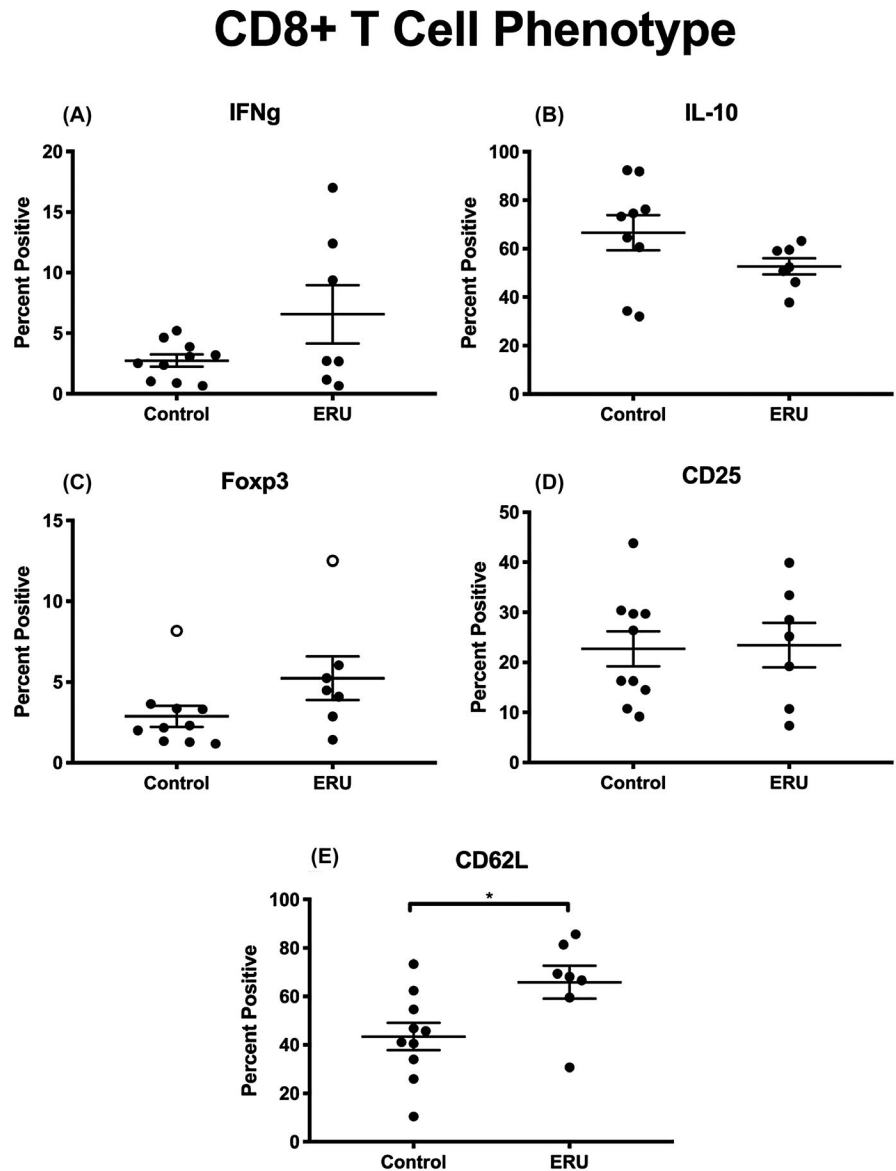 CD8+ T Cell Phenotype
(A)
IFNg
Percent Positive
20
15
10
5
0
Control
ERU
(B)
IL-10
Percent Positive
100
80
60
40
20
0
Control
ERU
(C)
Foxp3
Percent Positive
15
10
5
0
Control
ERU
(D)
CD25
Percent Positive
50
40
30
20
10
0
Control
ERU
(E)
CD62L
*
Percent Positive
100
80
60
40
20
0
Control
ERU